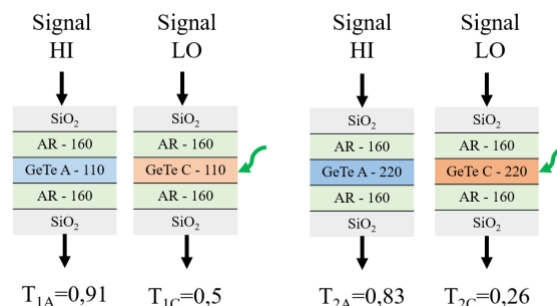 Signal
HI
SiO₂
AR - 160
GeTe A - 110
AR - 160
SiO₂
T₁A=0,91
Signal
LO
SiO₂
AR - 160
GeTe C - 110
AR - 160
SiO₂
T₁C=0,5
Signal
HI
SiO₂
AR - 160
GeTe A - 220
AR - 160
SiO₂
T₂A=0,83
Signal
LO
SiO₂
AR - 160
GeTe C - 220
AR - 160
SiO₂
T₂C=0,26